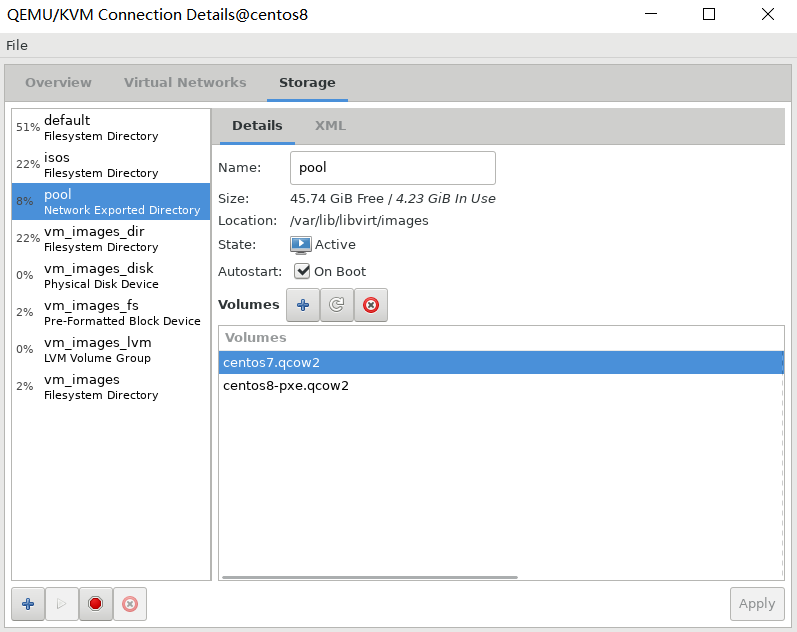 QEMU/KVM Connection Details@centos8
File
Overview Virtual Networks Storage
51% default
Filesystem Directory
22% isos
Filesystem Directory
8% pool
Network Exported Directory
22% vm_images_dir
Filesystem Directory
0% vm_images_disk
Physical Disk Device
2% vm_images_fs
Pre-Formatted Block Device
0% vm_images_lvm
LVM Volume Group
2% vm_images
Filesystem Directory
Details XML
Name: pool
Size: 45.74 GiB Free / 4.23 GiB In Use
Location: /var/lib/libvirt/images
State: Active
Autostart: On Boot
Volumes
Volumes
centos7.qcow2
centos8-pxe.qcow2
Apply